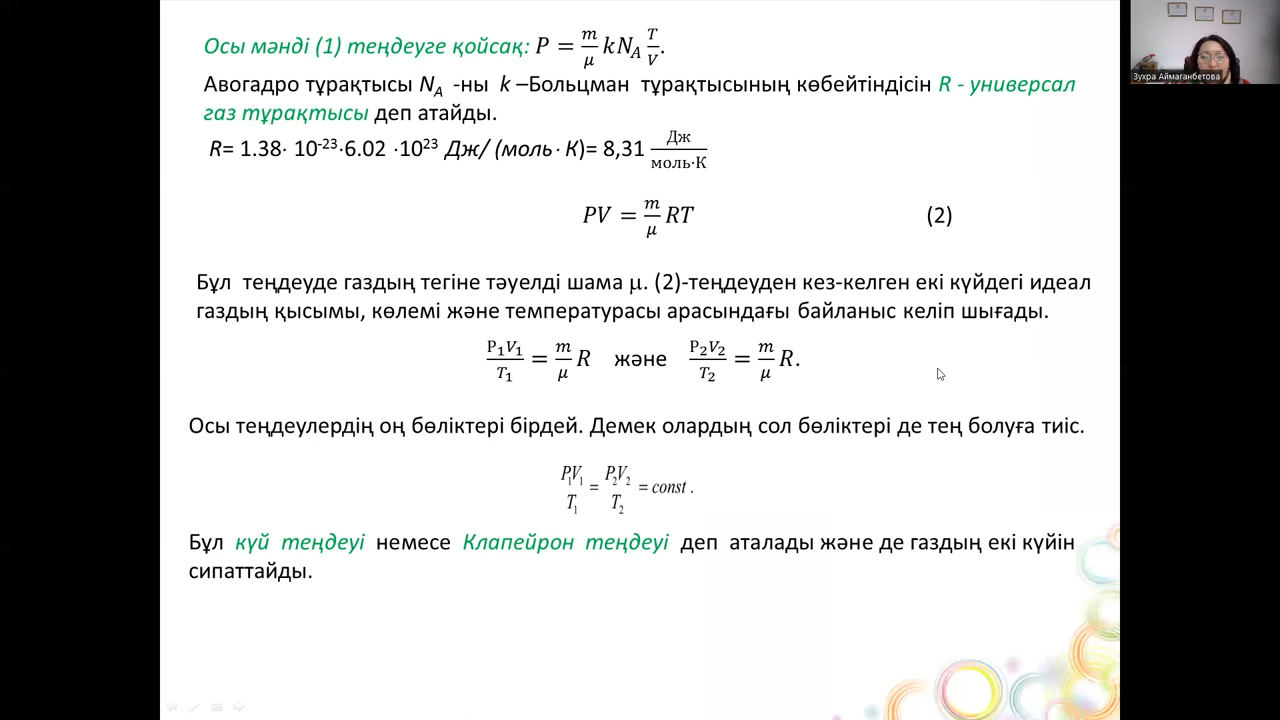 Осы мәнді (1) теңдеуге қойсақ: P = m/μ kN_A T/V.
Авогадро тұрақтысы N_A -ны k –Больцман тұрақтысының көбейтіндісін R - универсал
газ тұрақтысы деп атайды.
R= 1.38· 10^-23·6.02 ·10^23 Дж/ (моль· К)= 8,31 Дж/моль·К
PV = m/μ RT (2)
Бұл теңдеуде газдың тегіне тәуелді шама μ. (2)-теңдеуден кез-келген екі күйдегі идеал
газдың қысымы, көлемі және температурасы арасындағы байланыс келіп шығады.
P₁V₁/T₁ = m/μ R және P₂V₂/T₂ = m/μ R.
Осы теңдеулердің оң бөліктері бірдей. Демек олардың сол бөліктері де тең болуға тиіс.
P₁V₁/T₁ = P₂V₂/T₂ = const .
Бұл күй теңдеуі немесе Клапейрон теңдеуі деп аталады және де газдың екі күйін
сипаттайды.
Зухра Аймаганбетова